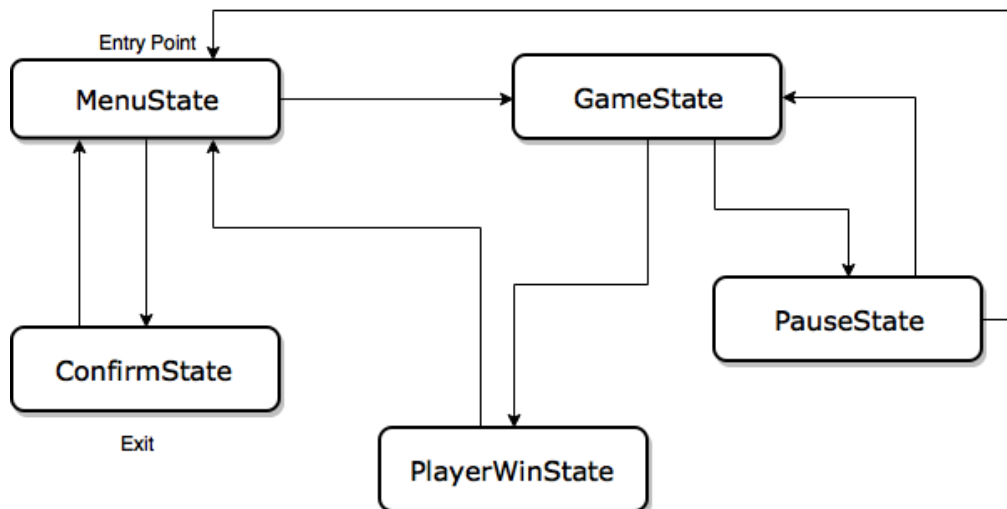 Entry Point
MenuState
GameState
PauseState
ConfirmState
Exit
PlayerWinState